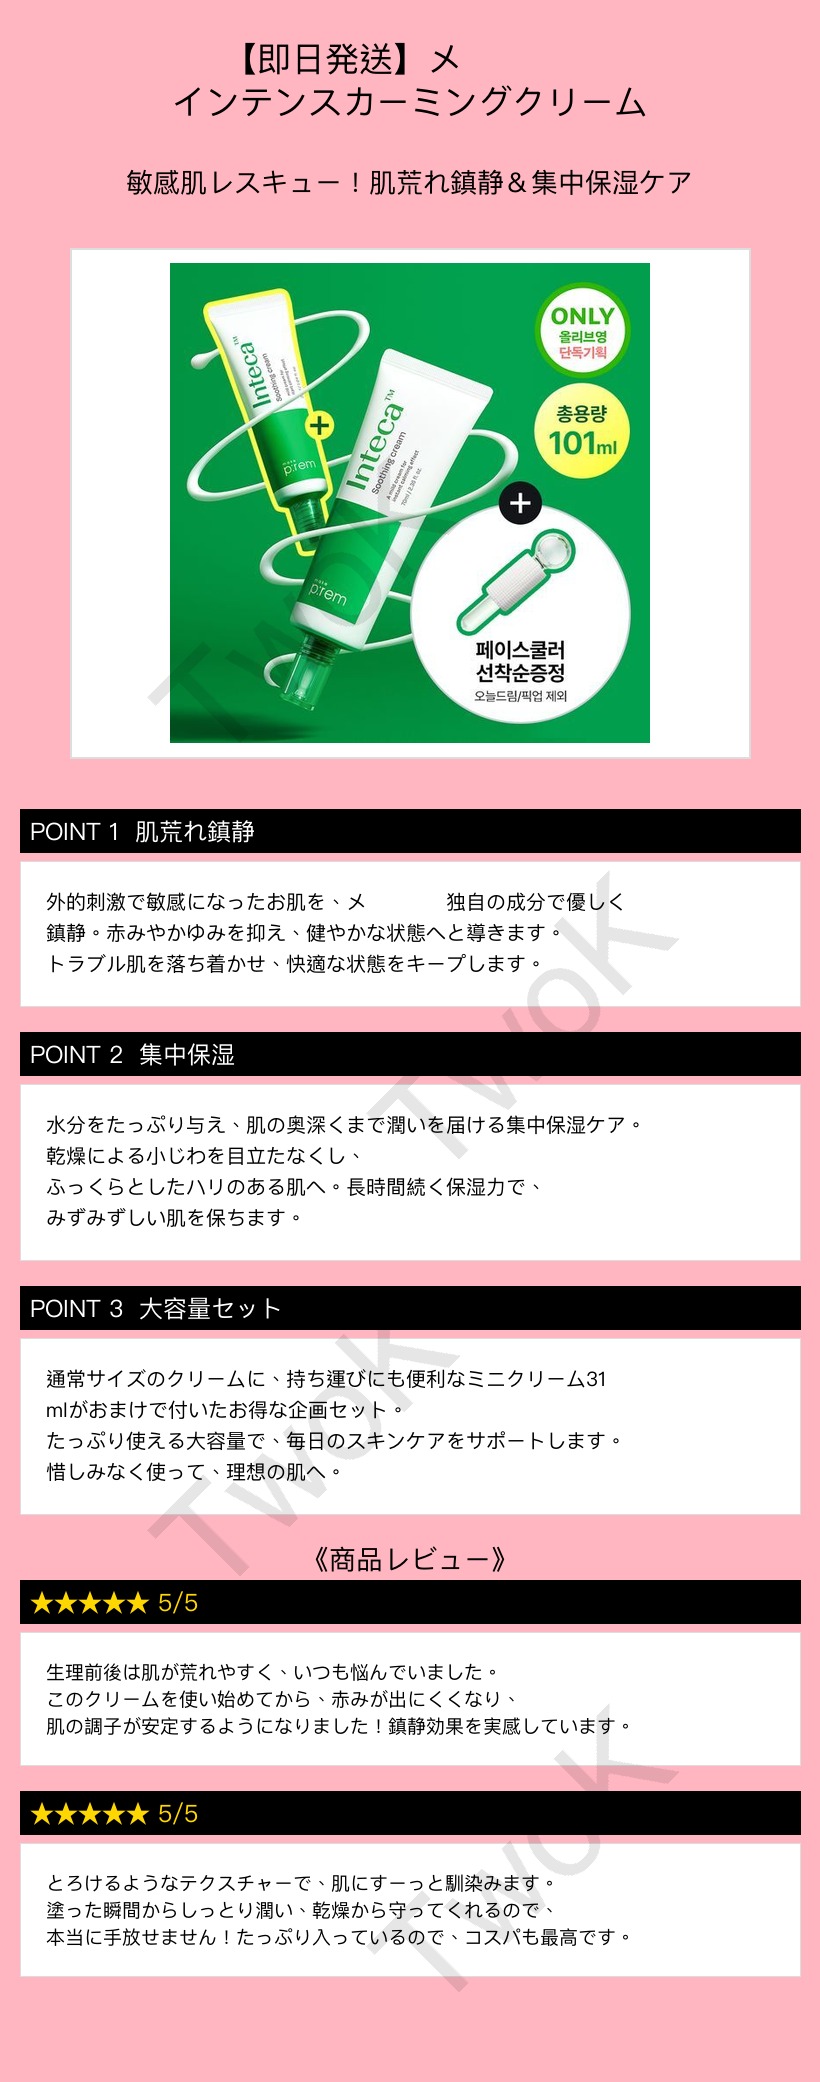 【即日発送】メ
インテンスカーミングクリーム
敏感肌レスキュー！肌荒れ鎮静＆集中保湿ケア
ONLY
올리브영
단독기획
총용량
101ml
Inteca™
Soothing cream
make
p:rem
Inteca™
Soothing cream
A mild cream for
instant calming effect
70ml / 2.36 fl. oz.
make
p:rem
페이스쿨러
선착순증정
오늘드림/픽업 제외
POINT 1 肌荒れ鎮静
外的刺激で敏感になったお肌を、メ 独自の成分で優しく
鎮静。赤みやかゆみを抑え、健やかな状態へと導きます。
トラブル肌を落ち着かせ、快適な状態をキープします。
POINT 2 集中保湿
水分をたっぷり与え、肌の奥深くまで潤いを届ける集中保湿ケア。
乾燥による小じわを目立たなくし、
ふっくらとしたハリのある肌へ。長時間続く保湿力で、
みずみずしい肌を保ちます。
POINT 3 大容量セット
通常サイズのクリームに、持ち運びにも便利なミニクリーム31
mlがおまけで付いたお得な企画セット。
たっぷり使える大容量で、毎日のスキンケアをサポートします。
惜しみなく使って、理想の肌へ。
《商品レビュー》
★★★★★ 5/5
生理前後は肌が荒れやすく、いつも悩んでいました。
このクリームを使い始めてから、赤みが出にくくなり、
肌の調子が安定するようになりました！鎮静効果を実感しています。
★★★★★ 5/5
とろけるようなテクスチャーで、肌にすーっと馴染みます。
塗った瞬間からしっとり潤い、乾燥から守ってくれるので、
本当に手放せません！たっぷり入っているので、コスパも最高です。
TwoK
TwoK
TwoK
TwoK